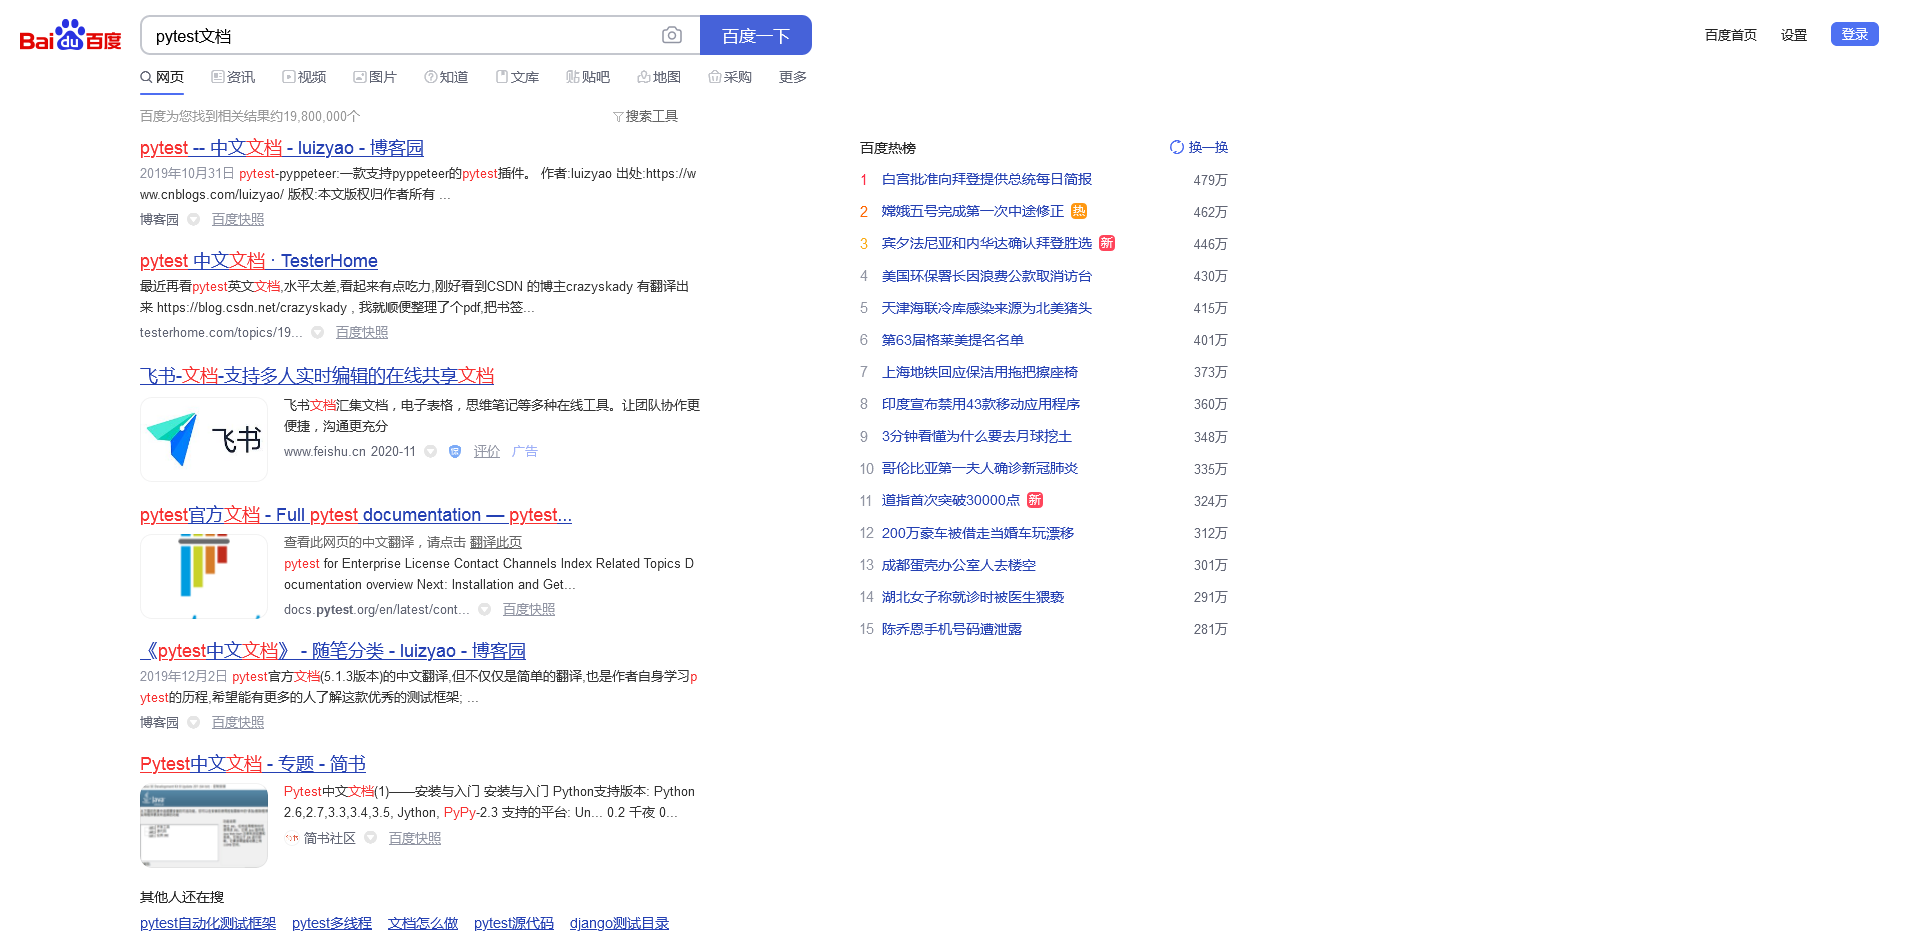 Bai du 百度
pytest文档
百度一下
百度首页 设置 登录
网页 资讯 视频 图片 知道 文库 贴吧 地图 采购 更多
百度为您找到相关结果约19,800,000个 搜索工具
pytest -- 中文文档 - luizyao - 博客园
2019年10月31日 pytest-pyppeteer:一款支持pyppeteer的pytest插件。 作者:luizyao 出处:https://w
ww.cnblogs.com/luizyao/ 版权:本文版权归作者所有 ...
博客园 百度快照
pytest 中文文档 · TesterHome
最近再看pytest英文文档,水平太差,看起来有点吃力,刚好看到CSDN 的博主crazyskady 有翻译出
来 https://blog.csdn.net/crazyskady , 我就顺便整理了个pdf,把书签...
testerhome.com/topics/19... 百度快照
飞书-文档-支持多人实时编辑的在线共享文档
飞书
飞书文档汇集文档，电子表格，思维笔记等多种在线工具。让团队协作更
便捷，沟通更充分
www.feishu.cn 2020-11 保 评价 广告
pytest官方文档 - Full pytest documentation — pytest...
查看此网页的中文翻译，请点击 翻译此页
pytest for Enterprise License Contact Channels Index Related Topics D
ocumentation overview Next: Installation and Get...
docs.pytest.org/en/latest/cont... 百度快照
《pytest中文文档》 - 随笔分类 - luizyao - 博客园
2019年12月2日 pytest官方文档(5.1.3版本)的中文翻译,但不仅仅是简单的翻译,也是作者自身学习p
ytest的历程,希望能有更多的人了解这款优秀的测试框架; ...
博客园 百度快照
Pytest中文文档 - 专题 - 简书
Pytest中文文档(1)——安装与入门 安装与入门 Python支持版本: Python
2.6,2.7,3.3,3.4,3.5, Jython, PyPy-2.3 支持的平台: Un... 0.2 千夜 0...
简书社区 百度快照
其他人还在搜
pytest自动化测试框架 pytest多线程 文档怎么做 pytest源代码 django测试目录
百度热榜 换一换
1 白宫批准向拜登提供总统每日简报 479万
2 嫦娥五号完成第一次中途修正 热 462万
3 宾夕法尼亚和内华达确认拜登胜选 新 446万
4 美国环保署长因浪费公款取消访台 430万
5 天津海联冷库感染来源为北美猪头 415万
6 第63届格莱美提名名单 401万
7 上海地铁回应保洁用拖把擦座椅 373万
8 印度宣布禁用43款移动应用程序 360万
9 3分钟看懂为什么要去月球挖土 348万
10 哥伦比亚第一夫人确诊新冠肺炎 335万
11 道指首次突破30000点 新 324万
12 200万豪车被借走当婚车玩漂移 312万
13 成都蛋壳办公室人去楼空 301万
14 湖北女子称就诊时被医生猥亵 291万
15 陈乔恩手机号码遭泄露 281万